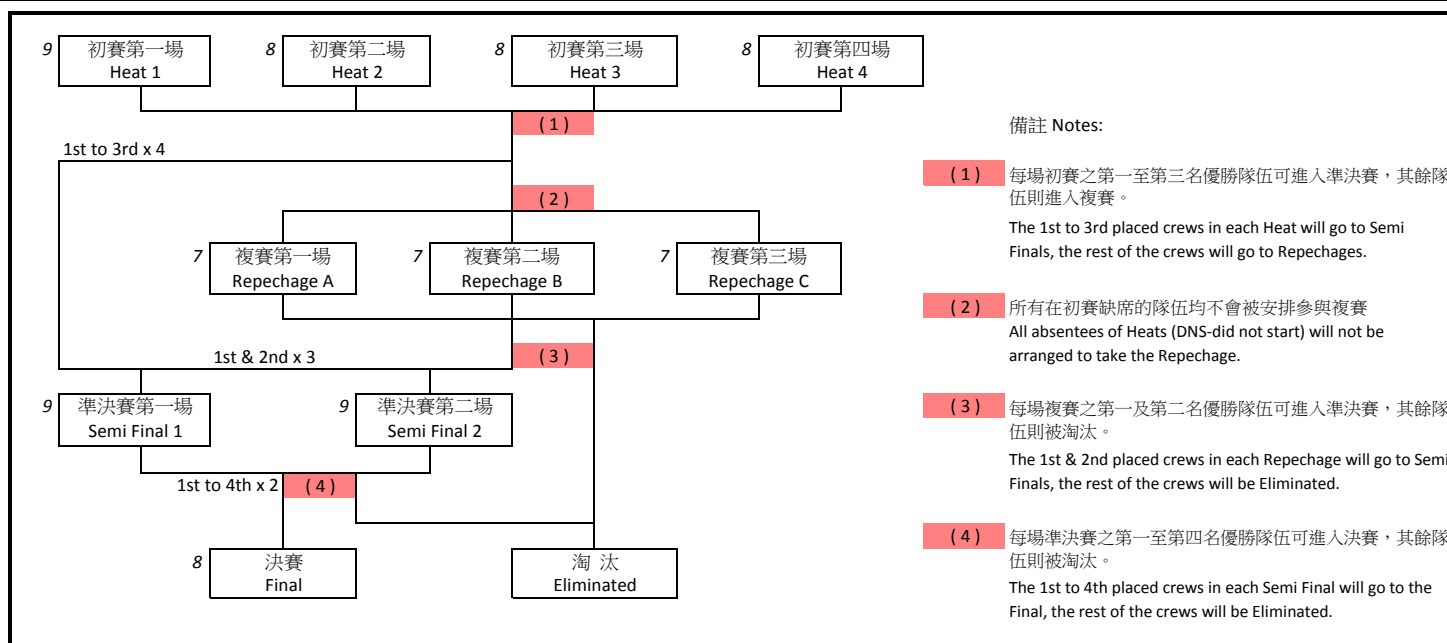 9 初賽第一場 8 初賽第二場 8 初賽第三場 8 初賽第四場
Heat 1 Heat 2 Heat 3 Heat 4
( 1 )
1st to 3rd x 4
( 2 )
7 複賽第一場 7 複賽第二場 7 複賽第三場
Repechage A Repechage B Repechage C
1st & 2nd x 3 ( 3 )
9 準決賽第一場 9 準決賽第二場
Semi Final 1 Semi Final 2
1st to 4th x 2 ( 4 )
8 決賽 淘 汰
Final Eliminated
備註 Notes:
( 1 ) 每場初賽之第一至第三名優勝隊伍可進入準決賽，其餘隊
伍則進入複賽。
The 1st to 3rd placed crews in each Heat will go to Semi
Finals, the rest of the crews will go to Repechages.
( 2 ) 所有在初賽缺席的隊伍均不會被安排參與複賽
All absentees of Heats (DNS-did not start) will not be
arranged to take the Repechage.
( 3 ) 每場複賽之第一及第二名優勝隊伍可進入準決賽，其餘隊
伍則被淘汰。
The 1st & 2nd placed crews in each Repechage will go to Semi
Finals, the rest of the crews will be Eliminated.
( 4 ) 每場準決賽之第一至第四名優勝隊伍可進入決賽，其餘隊
伍則被淘汰。
The 1st to 4th placed crews in each Semi Final will go to the
Final, the rest of the crews will be Eliminated.